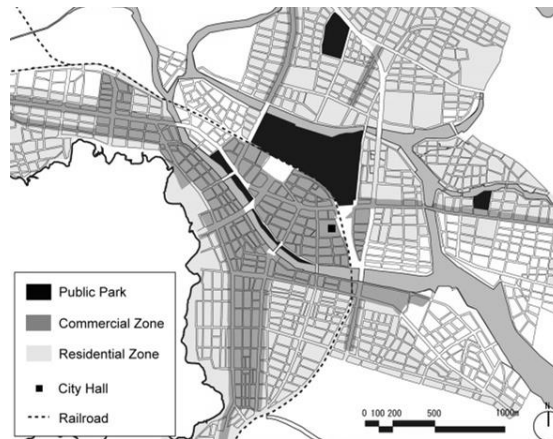 Public Park
Commercial Zone
Residential Zone
City Hall
Railroad
0 100 200 500 1000m
N